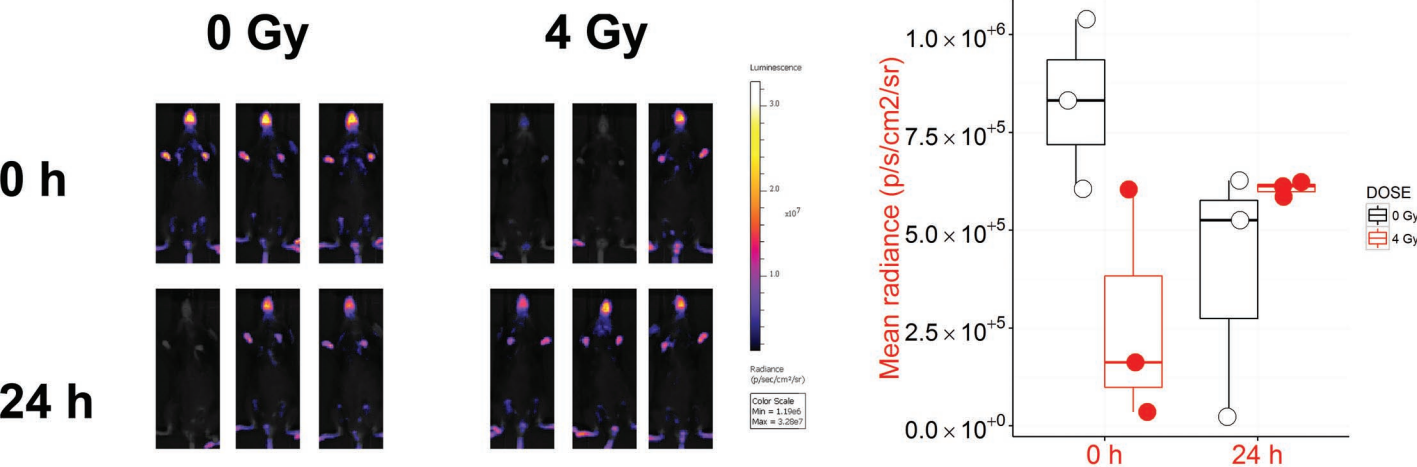 0 Gy
4 Gy
0 h
24 h
Luminescence
3.0
2.0
x10⁷
1.0
Radiance
(p/sec/cm²/sr)
Color Scale
Min = 1.19e6
Max = 3.28e7
Mean radiance (p/s/cm2/sr)
1.0 × 10⁺⁶
7.5 × 10⁺⁵
5.0 × 10⁺⁵
2.5 × 10⁺⁵
0.0 × 10⁺⁰
0 h
24 h
DOSE
0 Gy
4 Gy